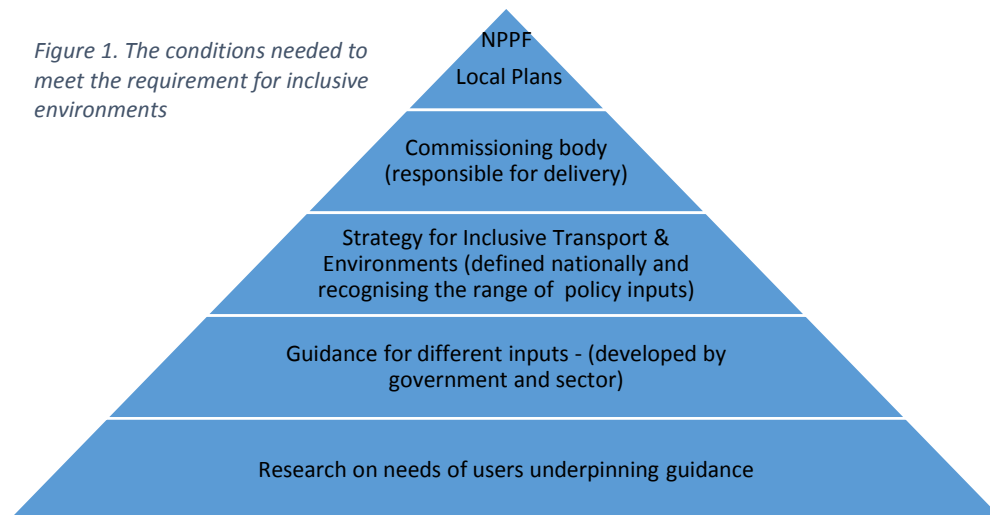 Figure 1. The conditions needed to
meet the requirement for inclusive
environments
NPPF
Local Plans
Commissioning body
(responsible for delivery)
Strategy for Inclusive Transport &
Environments (defined nationally and
recognising the range of  policy inputs)
Guidance for different inputs - (developed by
government and sector)
Research on needs of users underpinning guidance